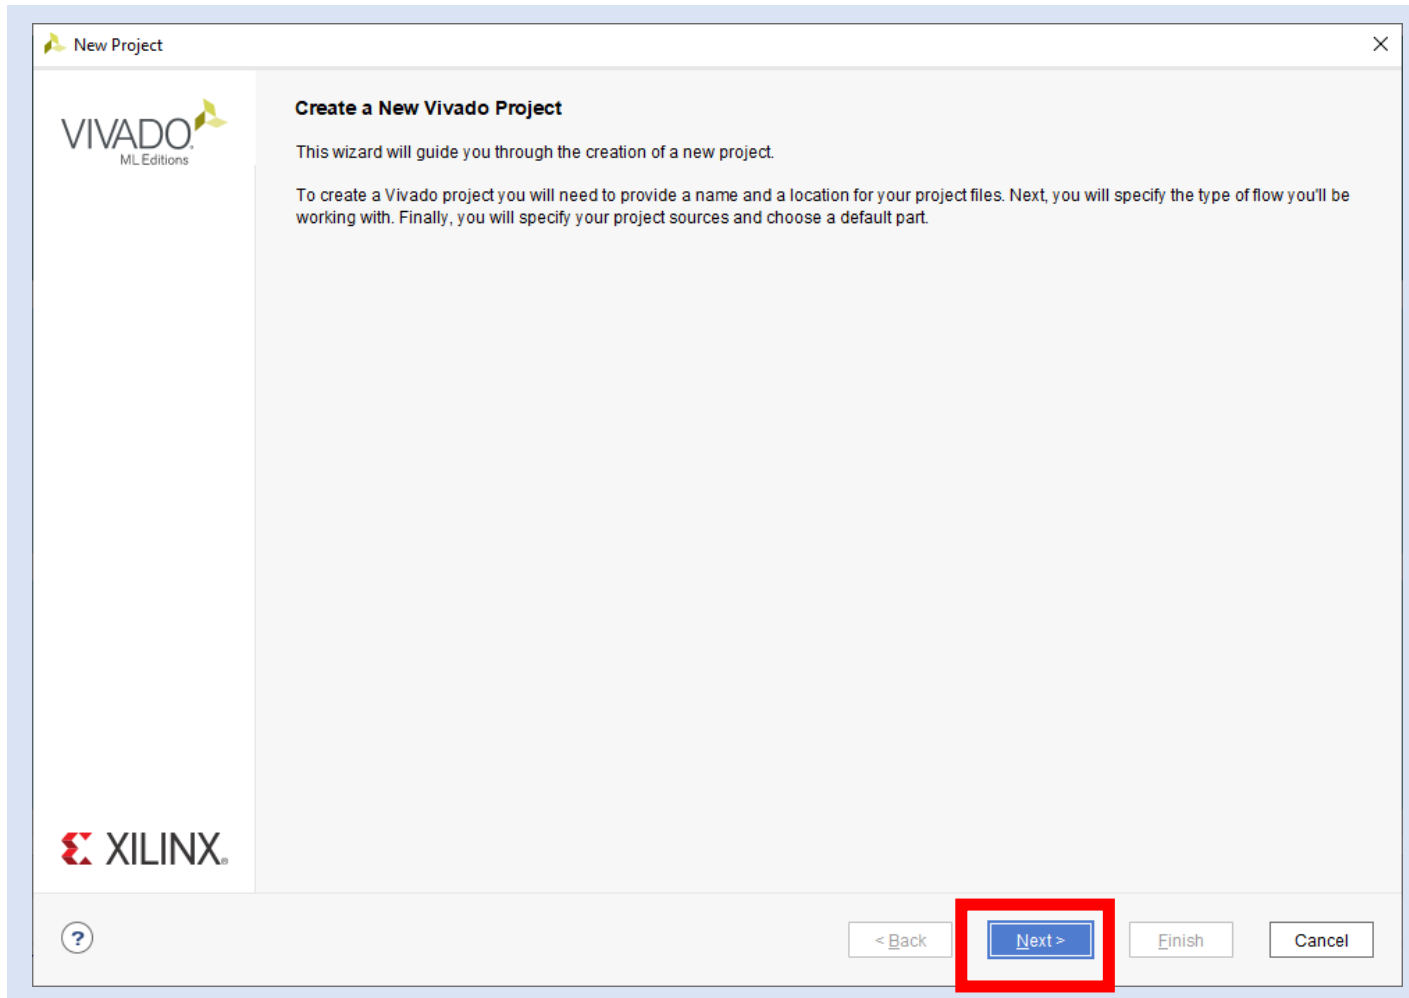 New Project
VIVADO.
ML Editions
Create a New Vivado Project
This wizard will guide you through the creation of a new project.
To create a Vivado project you will need to provide a name and a location for your project files. Next, you will specify the type of flow you'll be
working with. Finally, you will specify your project sources and choose a default part.
XILINX®
?
< Back
Next >
Finish
Cancel